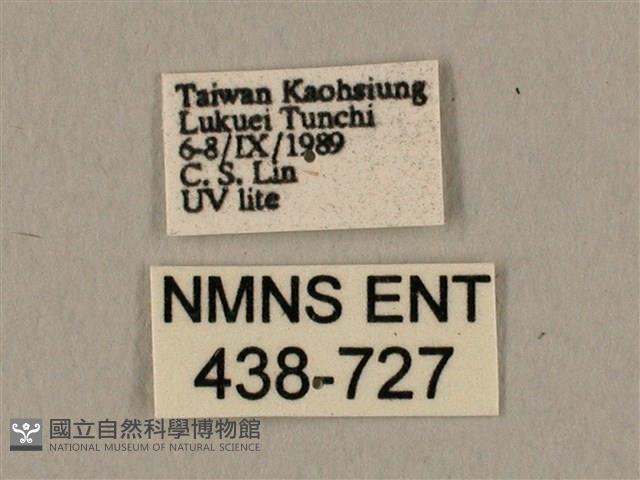 Taiwan Kaohsiung
Lukuei Tunchi
6-8/IX/1989
C. S. Lin
UV lite
NMNS ENT
438-727
國立自然科學博物館
NATIONAL MUSEUM OF NATURAL SCIENCE